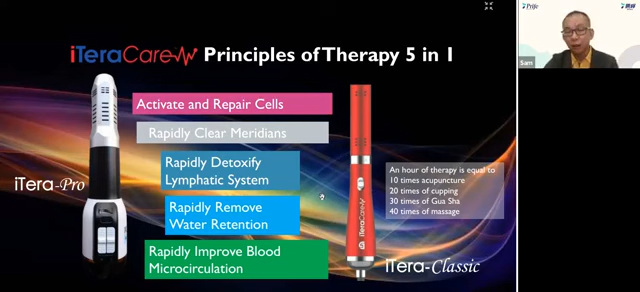 iTeraCare Principles of Therapy 5 in 1
Activate and Repair Cells
Rapidly Clear Meridians
Rapidly Detoxify
Lymphatic System
Rapidly Remove
Water Retention
Rapidly Improve Blood
Microcirculation
iTera-Pro
iTeraCare
iTera-Classic
An hour of therapy is equal to
10 times acupuncture
20 times of cupping
30 times of Gua Sha
40 times of massage
Prife
Sam